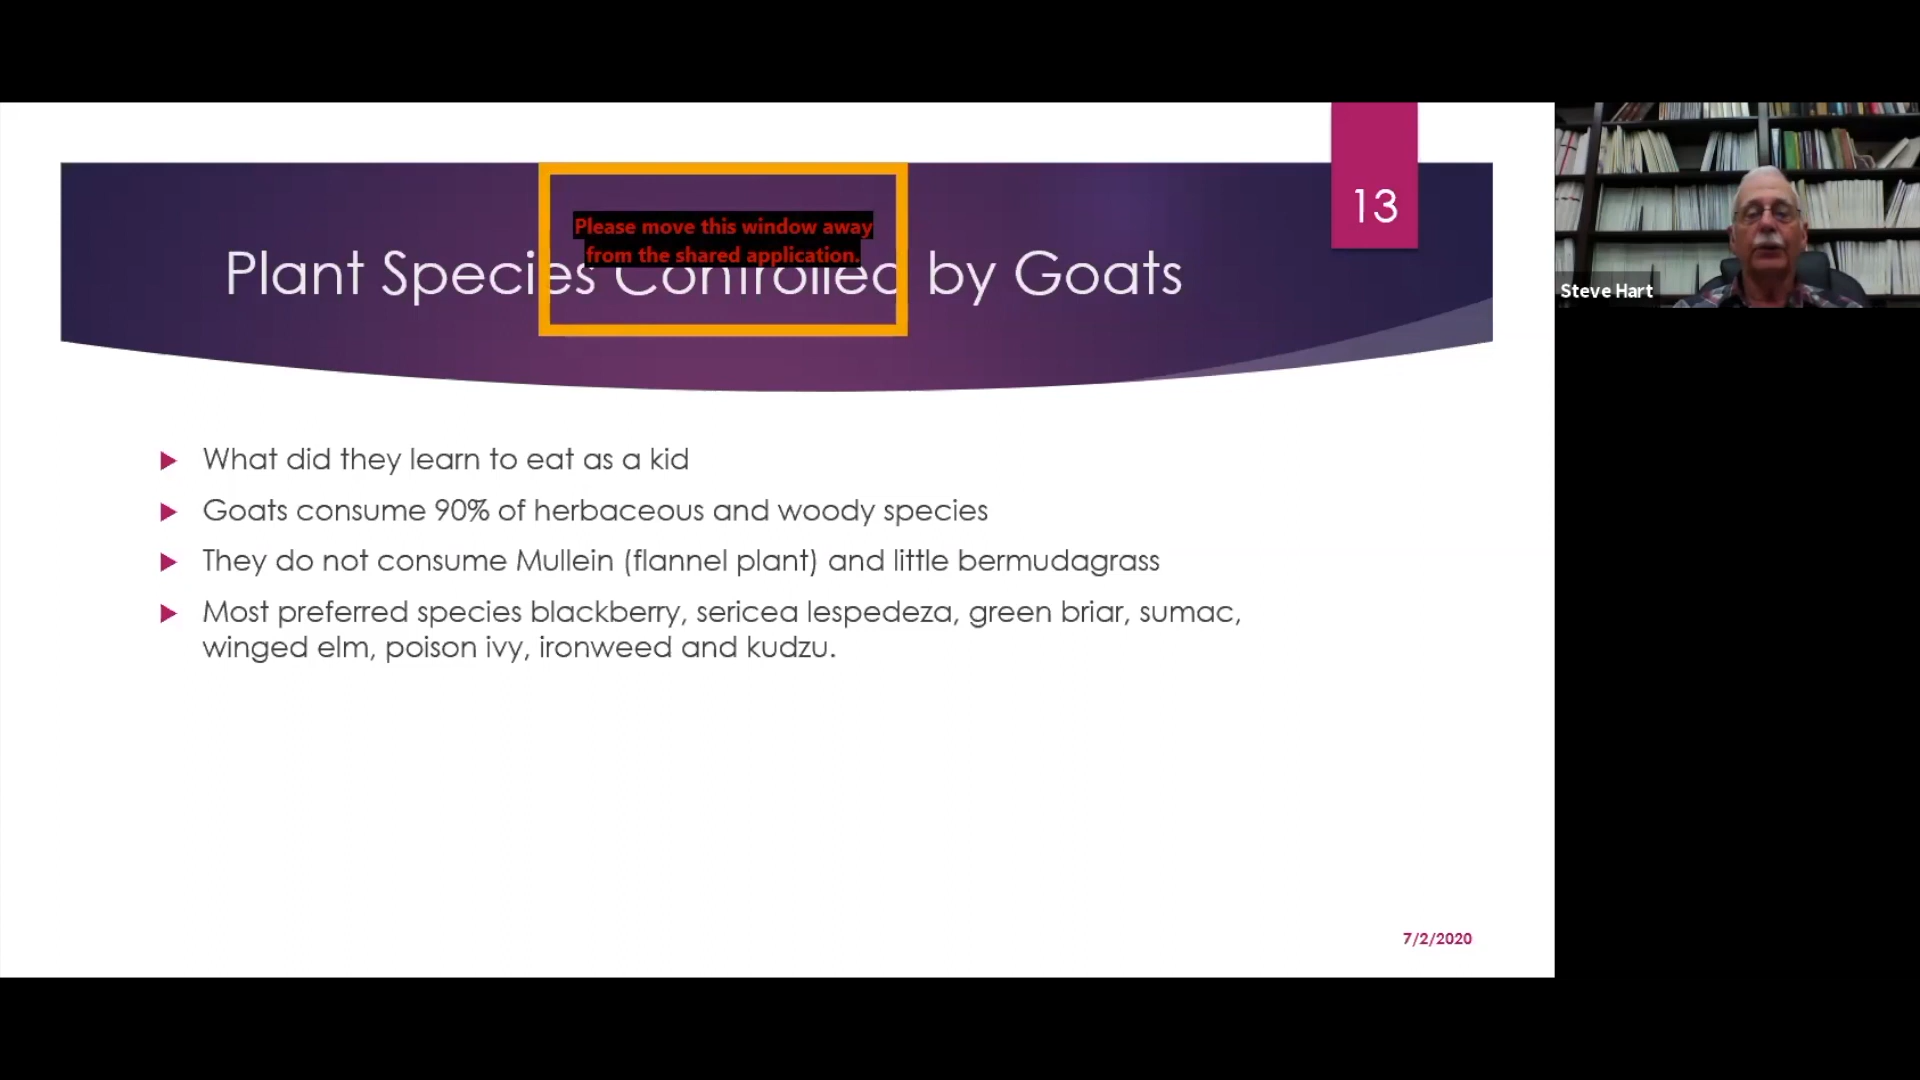 13
Please move this window away
from the shared application.
Plant Species Controlled by Goats
Steve Hart
What did they learn to eat as a kid
Goats consume 90% of herbaceous and woody species
They do not consume Mullein (flannel plant) and little bermudagrass
Most preferred species blackberry, sericea lespedeza, green briar, sumac,
winged elm, poison ivy, ironweed and kudzu.
7/2/2020